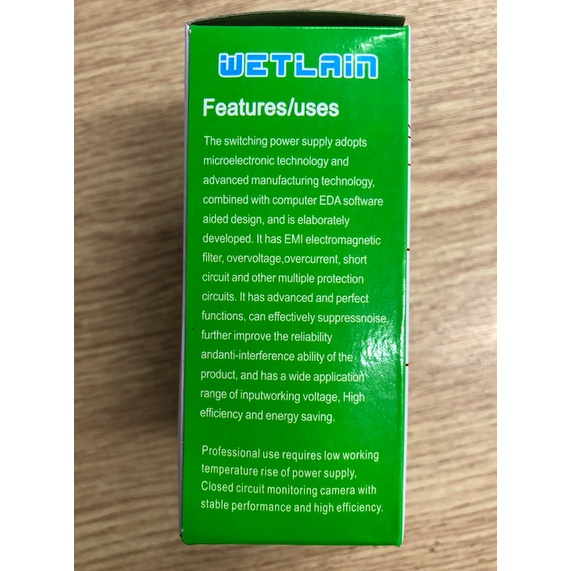 WETLAIN
Features/uses
The switching power supply adopts
microelectronic technology and
advanced manufacturing technology,
combined with computer EDA software
aided design, and is elaborately
developed. It has EMI electromagnetic
filter, overvoltage,overcurrent, short
circuit and other multiple protection
circuits. It has advanced and perfect
functions, can effectively suppressnoise,
further improve the reliability
andanti-interference ability of the
product, and has a wide application
range of inputworking voltage, High
efficiency and energy saving.
Professional use requires low working
temperature rise of power supply,
Closed circuit monitoring camera with
stable performance and high efficiency.